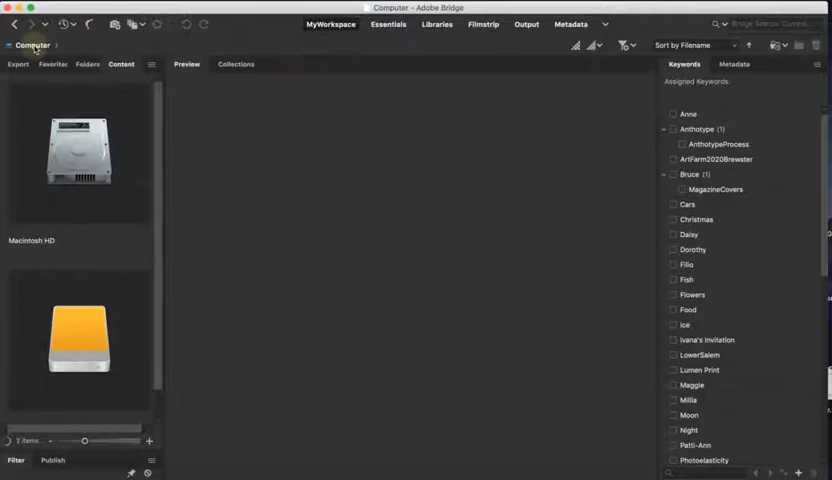 Computer - Adobe Bridge
MyWorkspace Essentials Libraries Filmstrip Output Metadata
Computer
Sort by Filename
Export Favorites Folders Content
Preview Collections
Keywords Metadata
Assigned Keywords:
Anne
Anthotype (1)
AnthotypeProcess
ArtFarm2020Brewster
Bruce (1)
MagazineCovers
Cars
Christmas
Daisy
Dorothy
Filio
Fish
Flowers
Food
Ice
Ivana's Invitation
LowerSalem
Lumen Print
Maggie
Millia
Moon
Night
Patti-Ann
Photoelasticity
Macintosh HD
2 items
Filter Publish